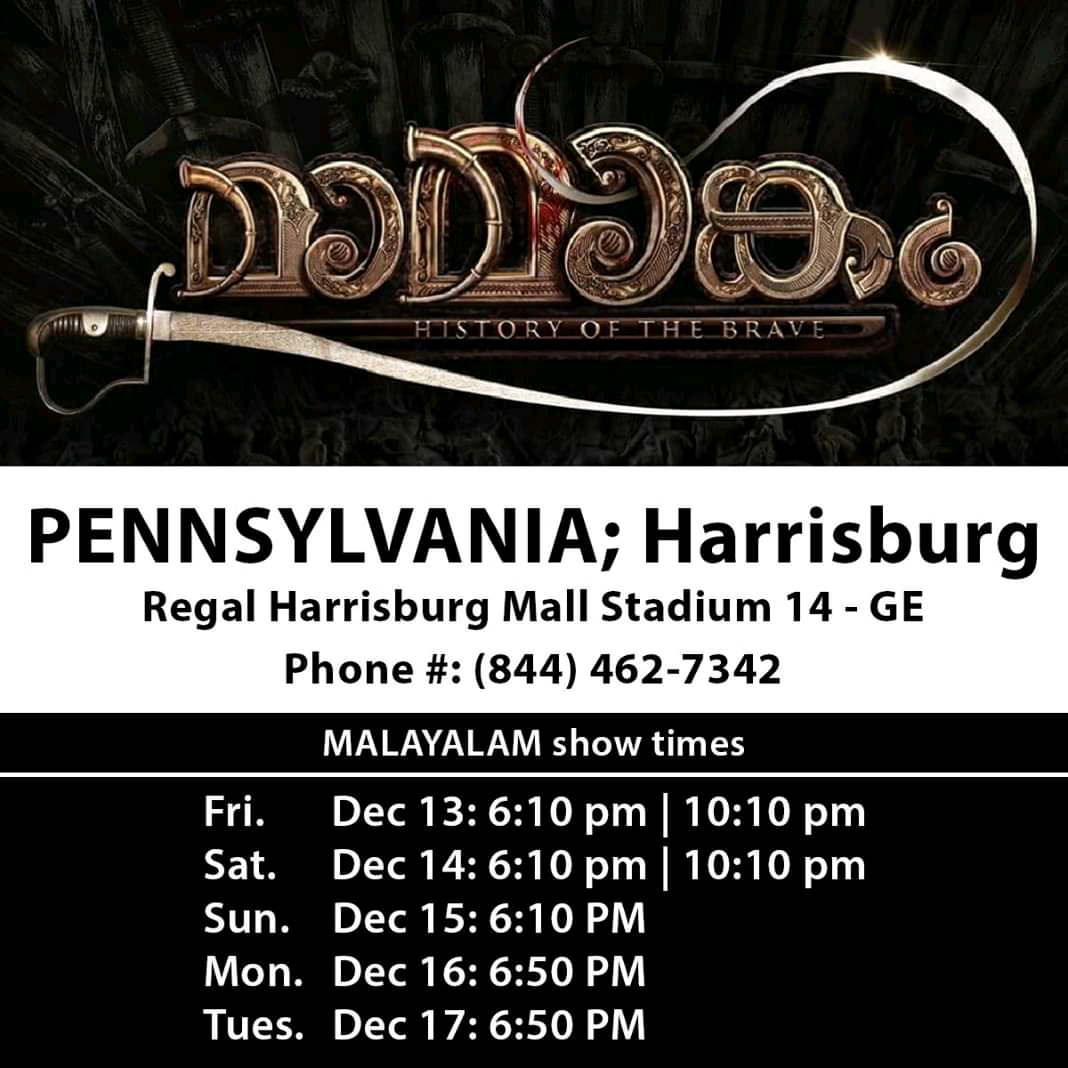 മാമാങ്കം
HISTORY OF THE BRAVE
PENNSYLVANIA; Harrisburg
Regal Harrisburg Mall Stadium 14 - GE
Phone #: (844) 462-7342
MALAYALAM show times
Fri. Dec 13: 6:10 pm | 10:10 pm
Sat. Dec 14: 6:10 pm | 10:10 pm
Sun. Dec 15: 6:10 PM
Mon. Dec 16: 6:50 PM
Tues. Dec 17: 6:50 PM